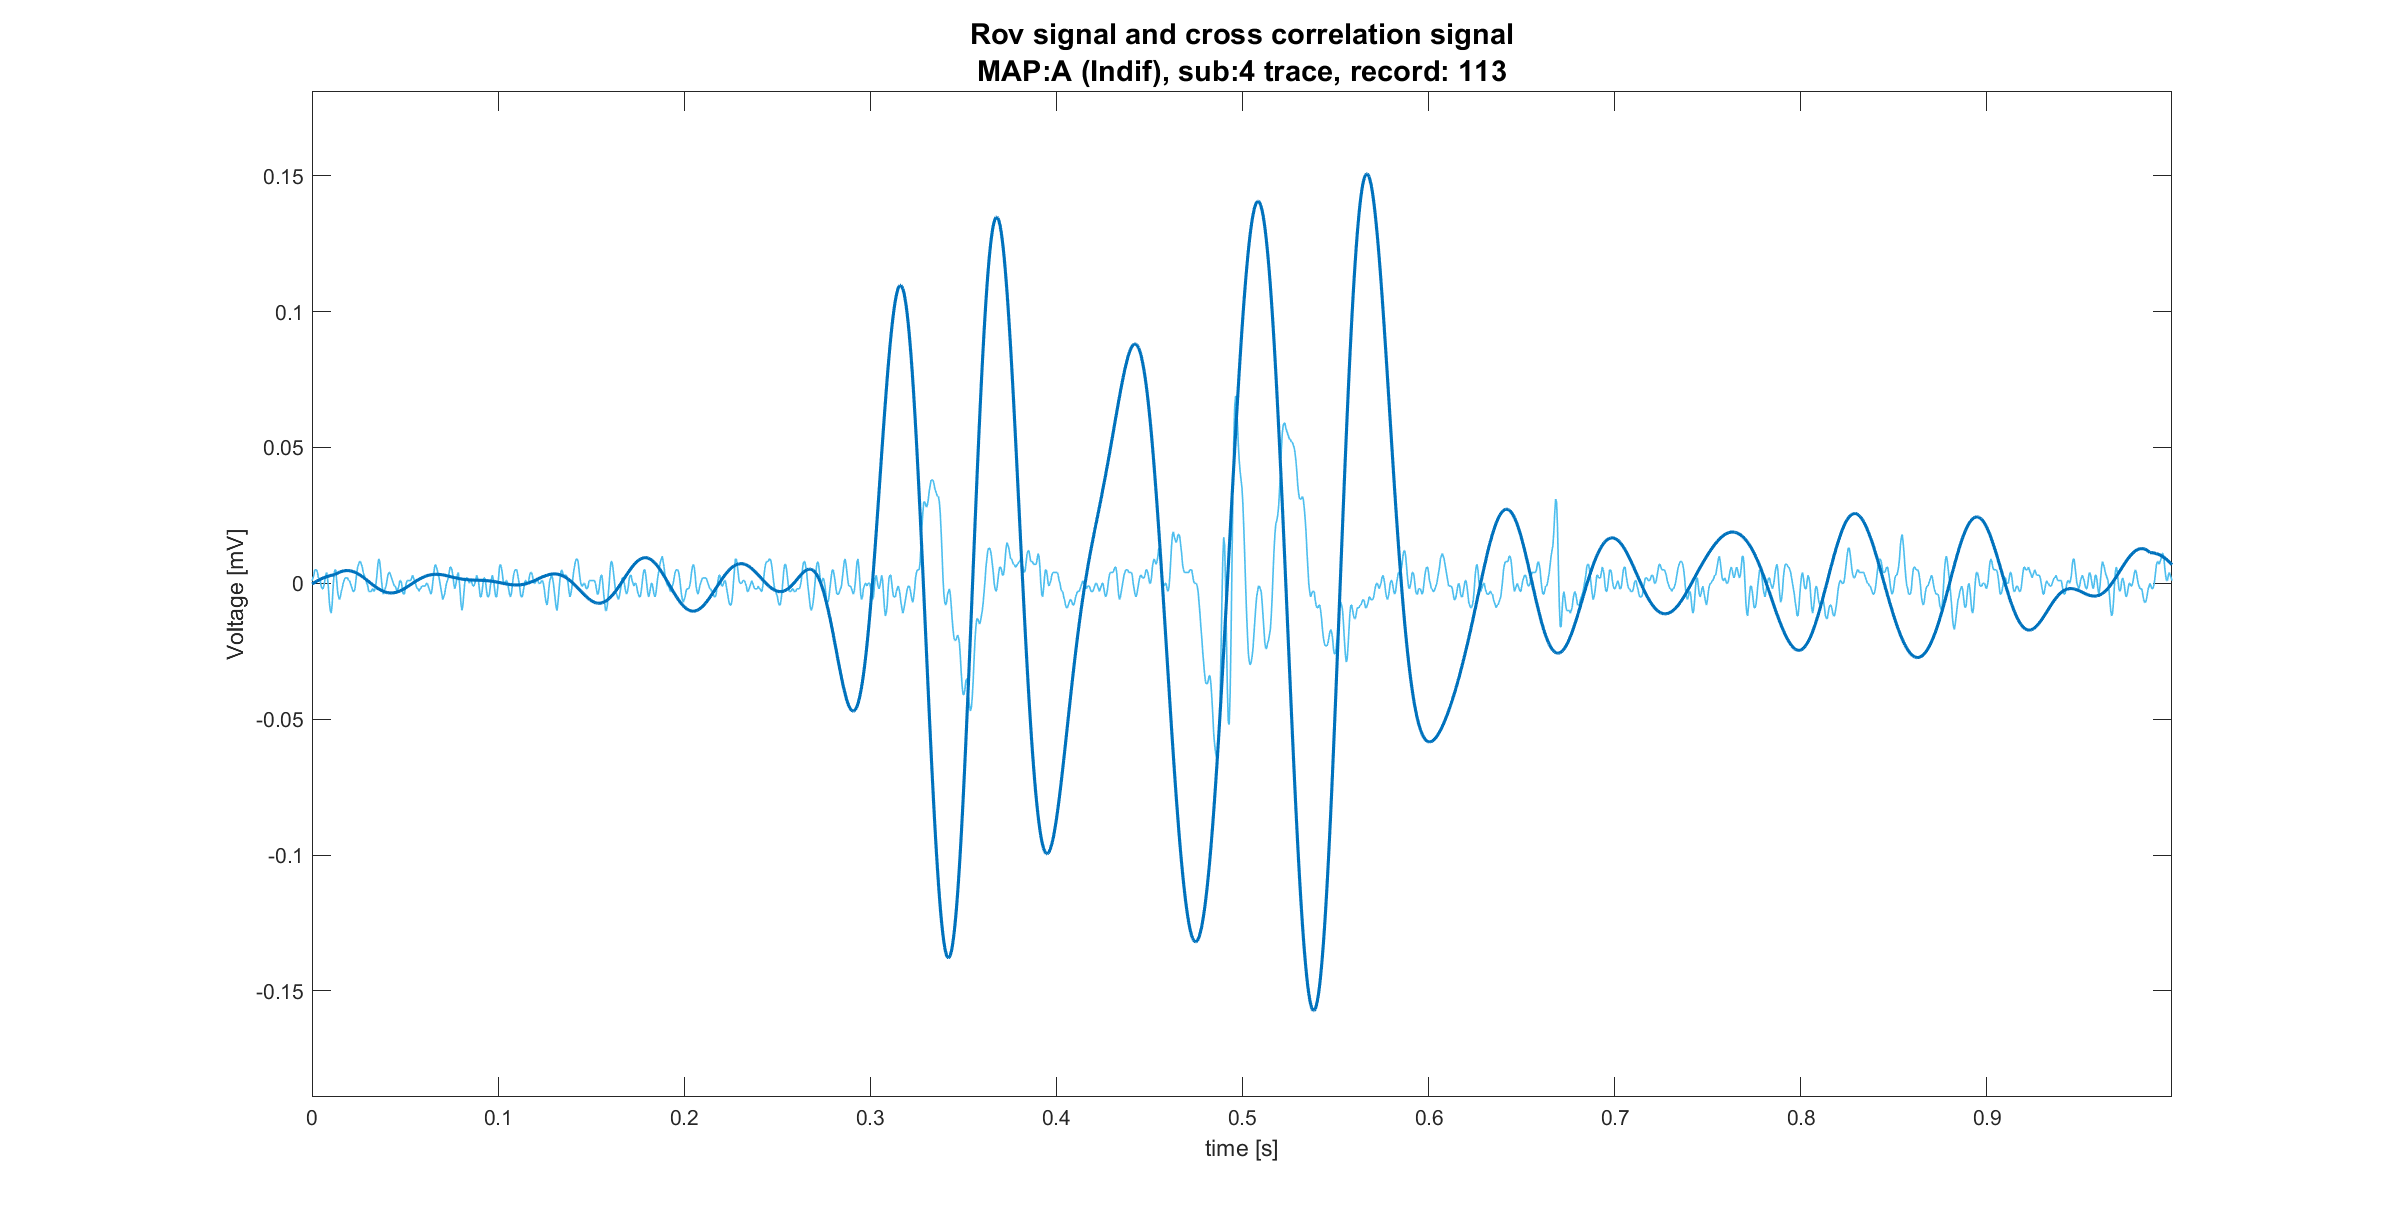 Rov signal and cross correlation signal
MAP:A (Indif), sub:4 trace, record: 113
Voltage [mV]
0.15
0.1
0.05
0
-0.05
-0.1
-0.15
0 0.1 0.2 0.3 0.4 0.5 0.6 0.7 0.8 0.9
time [s]